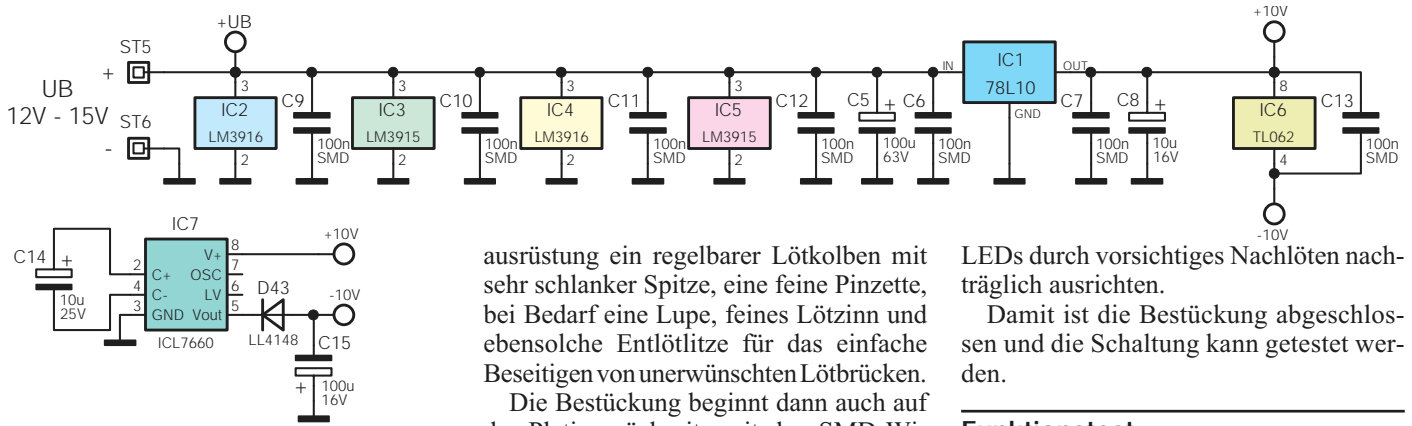 +UB
+10V
ST5
+
UB
12V - 15V
ST6
-
3
IC2
LM3916
2
C9
100n
SMD
3
IC3
LM3915
2
C10
100n
SMD
3
IC4
LM3916
2
C11
100n
SMD
3
IC5
LM3915
2
C12
100n
SMD
C5
+
100u
63V
C6
100n
SMD
IN
IC1
78L10
OUT
GND
C7
100n
SMD
C8
+
10u
16V
8
IC6
TL062
4
C13
100n
SMD
-10V
IC7
C14
+
10u
25V
2
4
3
C+
C-
GND
V+
OSC
LV
Vout
8
7
6
5
ICL7660
+10V
D43
LL4148
-10V
C15
+
100u
16V
ausrüstung ein regelbarer Lötkolben mit
sehr schlanker Spitze, eine feine Pinzette,
bei Bedarf eine Lupe, feines Lötzinn und
ebensolche Entlötlitze für das einfache
Beseitigen von unerwünschten Lötbrücken.
Die Bestückung beginnt dann auch auf
LEDs durch vorsichtiges Nachlöten nach-
träglich ausrichten.
Damit ist die Bestückung abgeschlos-
sen und die Schaltung kann getestet wer-
den.